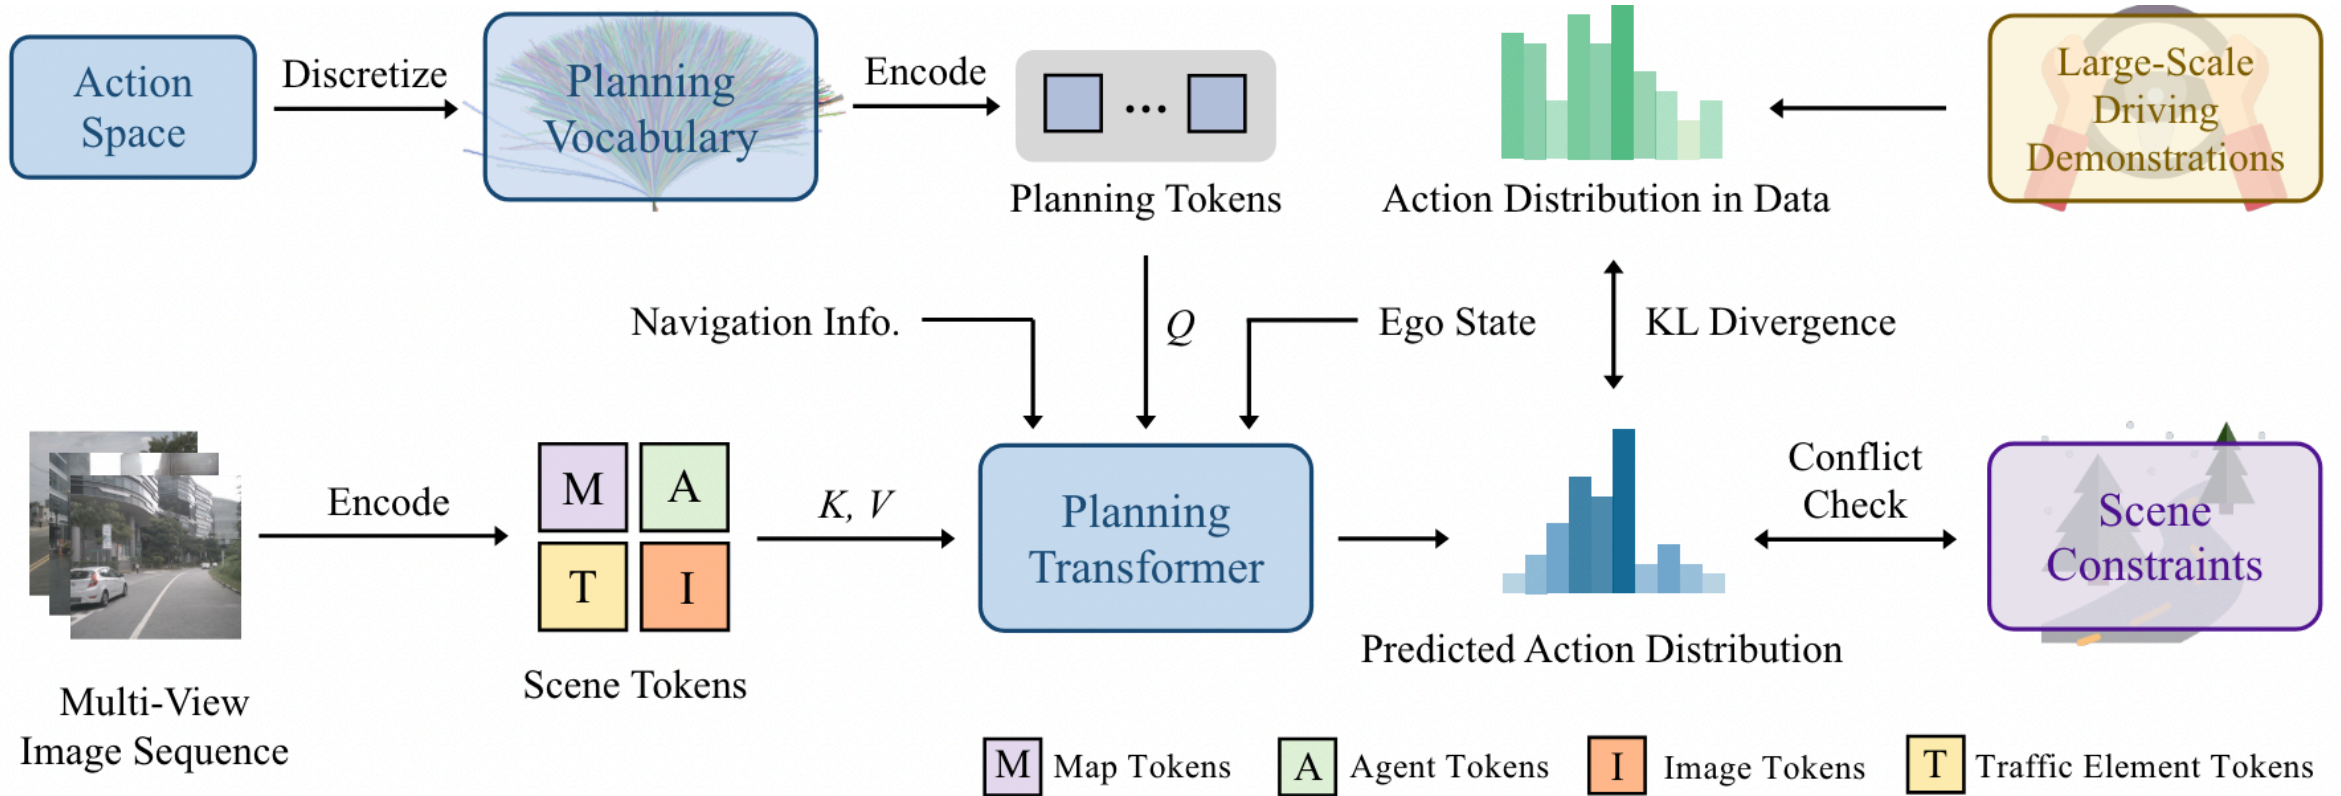 Action
Space
Discretize
Planning
Vocabulary
Encode
...
Planning Tokens
Action Distribution in Data
Large-Scale
Driving
Demonstrations
Navigation Info.
Q
Ego State
KL Divergence
Multi-View
Image Sequence
Encode
M A
T I
Scene Tokens
K, V
Planning
Transformer
Predicted Action Distribution
Conflict
Check
Scene
Constraints
M Map Tokens
A Agent Tokens
I Image Tokens
T Traffic Element Tokens